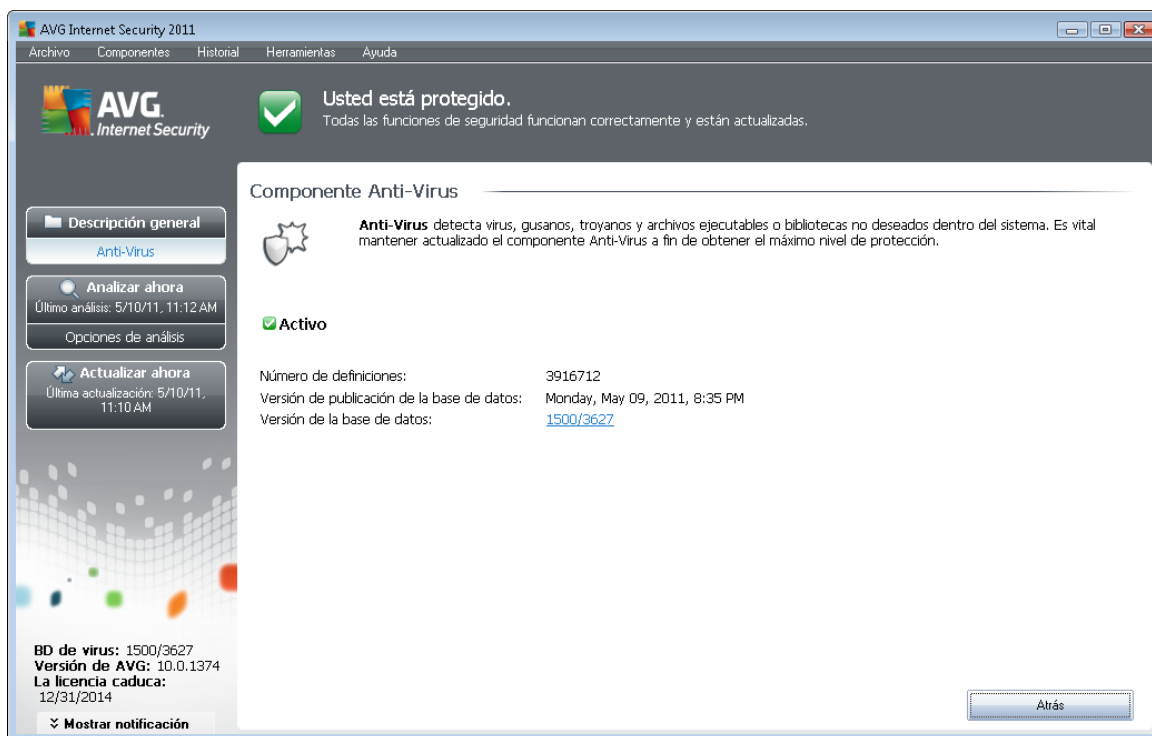 AVG Internet Security 2011
Archivo Componentes Historial Herramientas Ayuda
AVG.
Internet Security
Usted está protegido.
Todas las funciones de seguridad funcionan correctamente y están actualizadas.
Descripción general
Anti-Virus
Analizar ahora
Último análisis: 5/10/11, 11:12 AM
Opciones de análisis
Actualizar ahora
Última actualización: 5/10/11,
11:10 AM
BD de virus: 1500/3627
Versión de AVG: 10.0.1374
La licencia caduca:
12/31/2014
Mostrar notificación
Componente Anti-Virus
Anti-Virus detecta virus, gusanos, troyanos y archivos ejecutables o bibliotecas no deseados dentro del sistema. Es vital
mantener actualizado el componente Anti-Virus a fin de obtener el máximo nivel de protección.
Activo
Número de definiciones: 3916712
Versión de publicación de la base de datos: Monday, May 09, 2011, 8:35 PM
Versión de la base de datos: 1500/3627
Atrás